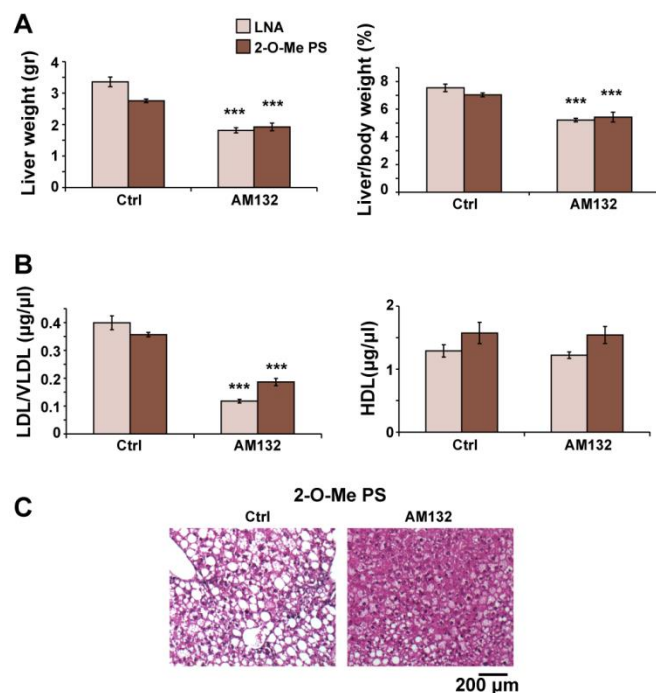 A
LNA
2-O-Me PS
Liver weight (gr)
4
3
2
1
0
***
***
Ctrl
AM132
Liver/body weight (%)
8
6
4
2
0
***
***
Ctrl
AM132
B
LDL/VLDL (µg/µl)
0.4
0.3
0.2
0.1
0
***
***
Ctrl
AM132
HDL(µg/µl)
2
1
0
Ctrl
AM132
C
2-O-Me PS
Ctrl
AM132
200 µm